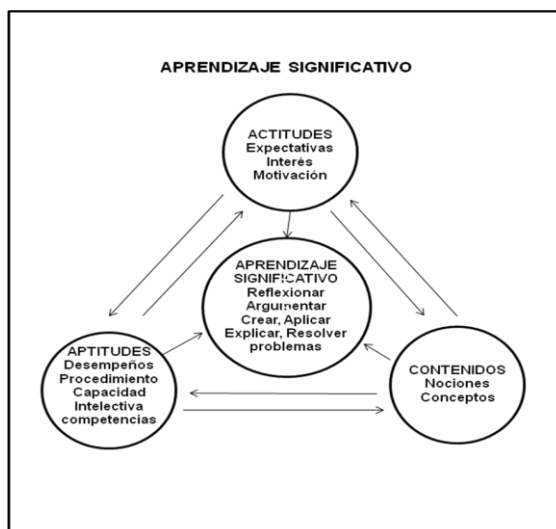 APRENDIZAJE SIGNIFICATIVO
ACTITUDES
Expectativas
Interés
Motivación
APRENDIZAJE
SIGNIFICATIVO
Reflexionar
Argumentar
Crear, Aplicar
Explicar, Resolver
problemas
APTITUDES
Desempeños
Procedimiento
Capacidad
Intelectiva
competencias
CONTENIDOS
Nociones
Conceptos